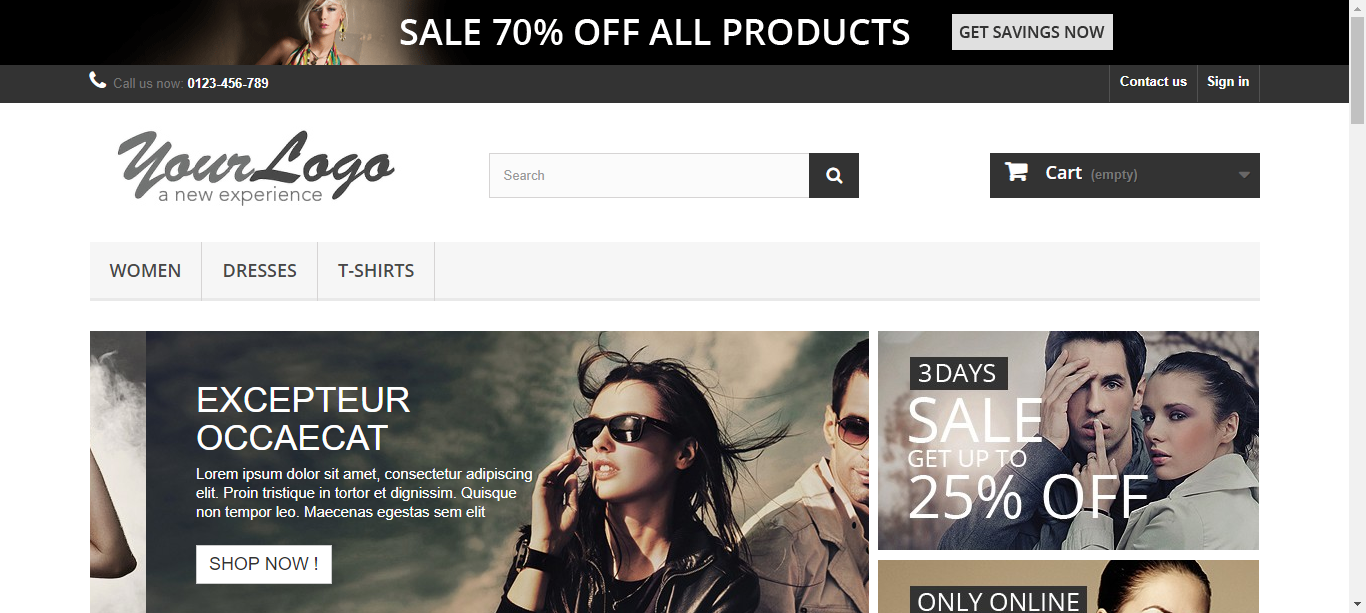 SALE 70% OFF ALL PRODUCTS
GET SAVINGS NOW
Call us now: 0123-456-789
Contact us
Sign in
YourLogo
a new experience
Search
Cart (empty)
WOMEN
DRESSES
T-SHIRTS
EXCEPTEUR
OCCAECAT
Lorem ipsum dolor sit amet, consectetur adipiscing
elit. Proin tristique in tortor et dignissim. Quisque
non tempor leo. Maecenas egestas sem elit
SHOP NOW !
3 DAYS
SALE
GET UP TO
25% OFF
ONLY ONLINE